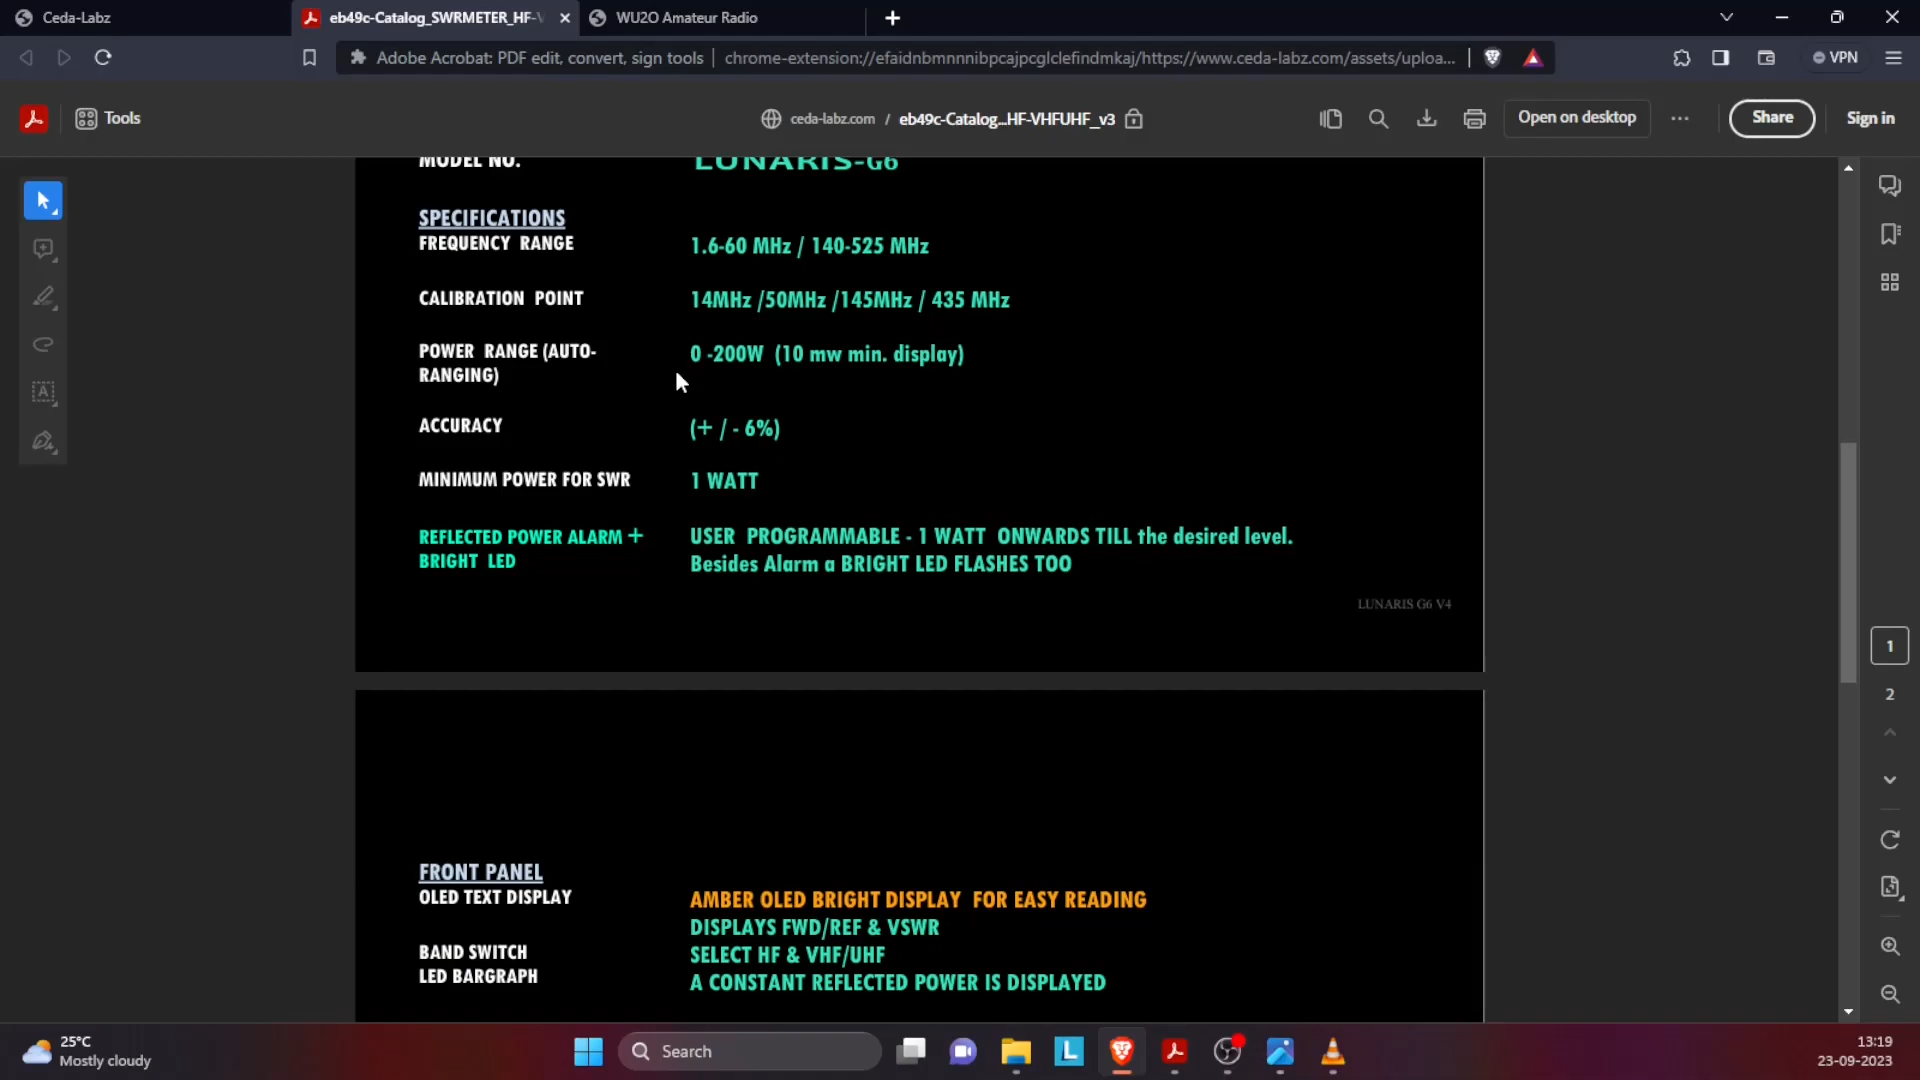 Ceda-Labz
eb49c-Catalog_SWRMETER_HF-V
WU2O Amateur Radio
Adobe Acrobat: PDF edit, convert, sign tools
chrome-extension://efaidnbmnnnibpcajpcglclefindmkaj/https://www.ceda-labz.com/assets/uploa...
VPN
Tools
ceda-labz.com / eb49c-Catalog...HF-VHFUHF_v3
Open on desktop
Share
Sign in
MODEL NO. LUNARIS-G6
SPECIFICATIONS
FREQUENCY RANGE 1.6-60 MHz / 140-525 MHz
CALIBRATION POINT 14MHz /50MHz /145MHz / 435 MHz
POWER RANGE (AUTO-
RANGING)
0 -200W (10 mw min. display)
ACCURACY (+ / - 6%)
MINIMUM POWER FOR SWR 1 WATT
REFLECTED POWER ALARM +
BRIGHT LED
USER PROGRAMMABLE - 1 WATT ONWARDS TILL the desired level.
Besides Alarm a BRIGHT LED FLASHES TOO
LUNARIS G6 V4
1
2
FRONT PANEL
OLED TEXT DISPLAY AMBER OLED BRIGHT DISPLAY FOR EASY READING
DISPLAYS FWD/REF & VSWR
BAND SWITCH SELECT HF & VHF/UHF
LED BARGRAPH A CONSTANT REFLECTED POWER IS DISPLAYED
25°C
Mostly cloudy
Search
L
13:19
23-09-2023